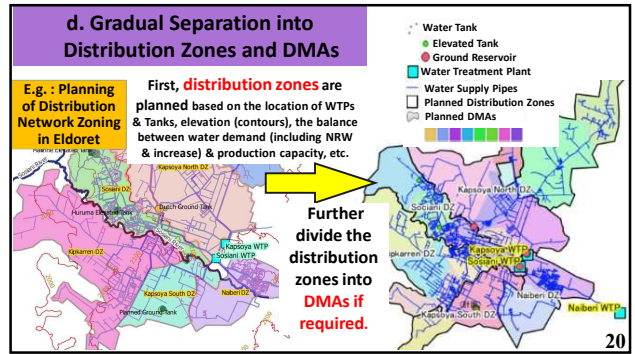 d. Gradual Separation into
Distribution Zones and DMAs
E.g. : Planning
of Distribution
Network Zoning
in Eldoret
First, distribution zones are
planned based on the location of WTPs
& Tanks, elevation (contours), the balance
between water demand (including NRW
& increase) & production capacity, etc.
Water Tank
Elevated Tank
Ground Reservoir
Water Treatment Plant
Water Supply Pipes
Planned Distribution Zones
Planned DMAs
Sosiani River
Kapsoya North DZ
Sosiani DZ
Huruma Elevated Tank
Dutch Ground Tank
Kipkarren DZ
Kapsoya WTP
Sosiani WTP
Kapsoya South DZ
Naiberi DZ
Planned Ground Tank
Further
divide the
distribution
zones into
DMAs if
required.
Kapsoya North DZ
Sociani DZ
Kapsoya WTP
Sosiani WTP
ipkarren DZ
Naiberi DZ
Kapsoya South DZ
Naiberi WTP
20